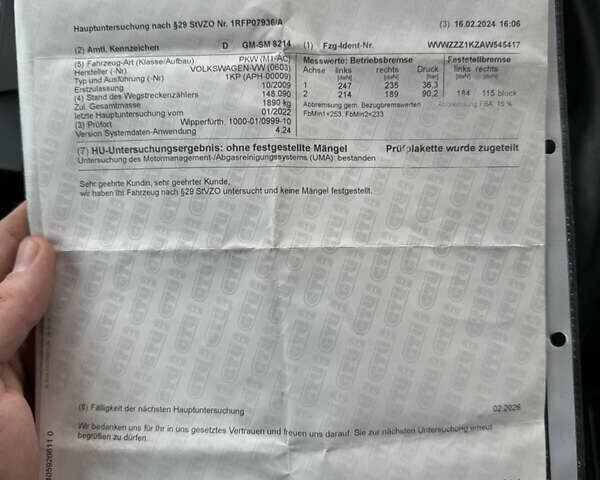 Hauptuntersuchung nach §29 StVZO Nr. 1RFP07936/A (3) 16.02.2024 16:06
(2) Amtl. Kennzeichen D GM-SM 8214 (1) Fzg-Ident-Nr. WVWZZZ1KZAW545417
(5) Fahrzeug-Art (Klasse/Aufbau) PKW (M1-AC)
Hersteller (-Nr) VOLKSWAGEN-VW (0603)
Typ und Ausführung (-Nr) 1KP (APH-00009)
Erstzulassung 10/2009
(4) Stand des Wegstreckenzählers 148.090
Zul. Gesamtmasse 1890 kg
letzte Hauptuntersuchung vom 01/2022
(3) Prüfort Wipperfürth, 1000-01/0999-10
Version Systemdaten-Anwendung 4.24
Messwerte: Betriebsbremse Feststellbremse
Achse links rechts Druck links rechts
[daN] [daN] [bar] [daN] [daN]
1 247 235 36,3
2 214 189 90,2 184 115 block
Abbremsung gem. Bezugbremswerten Abbremsung FBA: 15 %
FbMin1=253, FbMin2=233
(7) HU-Untersuchungsergebnis: ohne festgestellte Mängel Prüfplakette wurde zugeteilt
Untersuchung des Motormanagement-/Abgasreinigungssystems (UMA): bestanden
Sehr geehrte Kundin, sehr geehrter Kunde,
wir haben Ihr Fahrzeug nach §29 StVZO untersucht und keine Mängel festgestellt.
(8) Fälligkeit der nächsten Hauptuntersuchung 02.2026
Wir bedanken uns für Ihr in uns gesetztes Vertrauen und freuen uns darauf, Sie zur nächsten Untersuchung erneut
begrüßen zu dürfen.
GTÜ